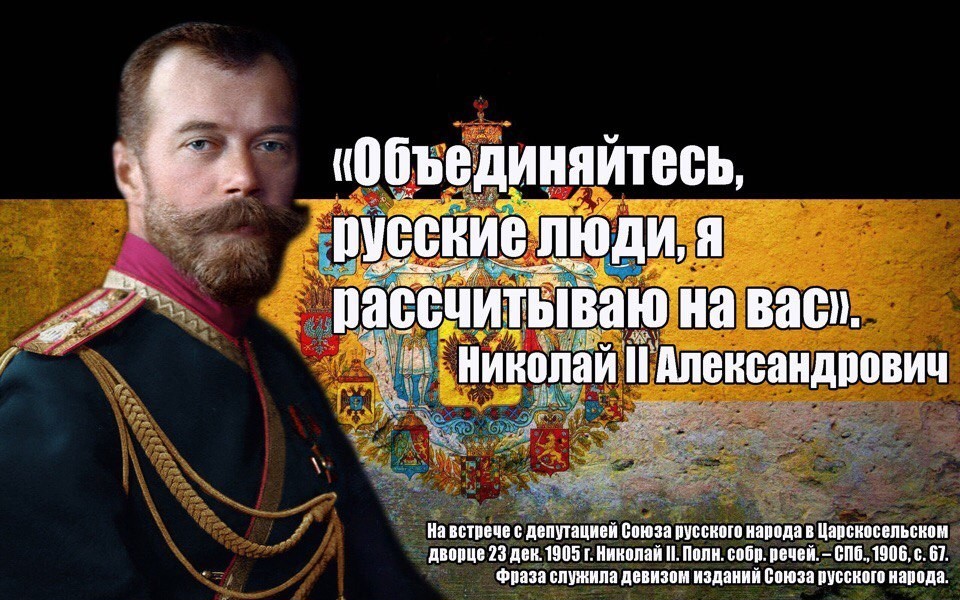 «Объединяйтесь,
русские люди, я
рассчитываю на вас».
Николай II Александрович
На встрече с депутацией Союза русского народа в Царскосельском
дворце 23 дек. 1905 г. Николай II. Полн. собр. речей. – СПб., 1906, с. 67.
Фраза служила девизом изданий Союза русского народа.